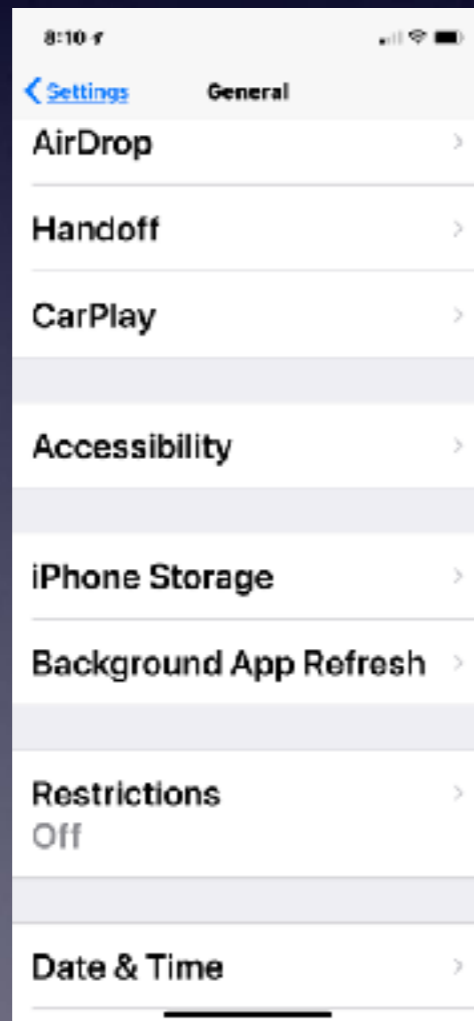 8:10
Settings
General
AirDrop
Handoff
CarPlay
Accessibility
iPhone Storage
Background App Refresh
Restrictions
Off
Date & Time